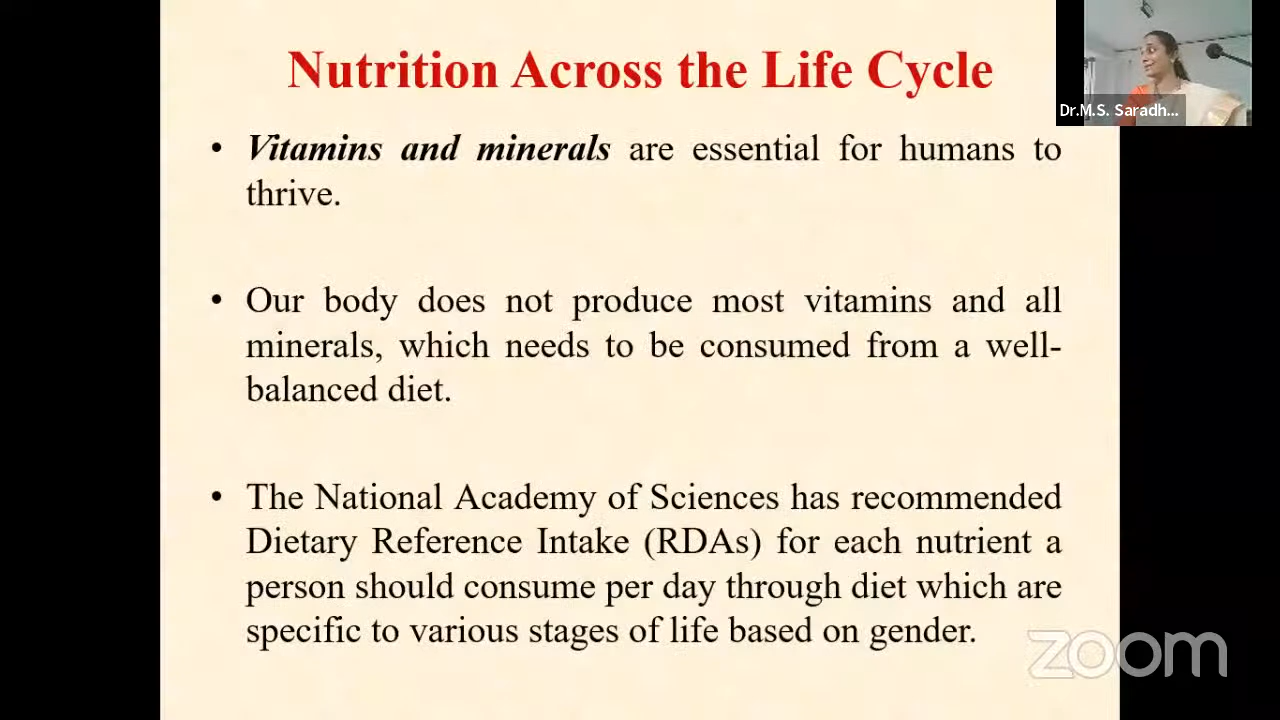 Nutrition Across the Life Cycle
Dr.M.S. Saradh...
• Vitamins and minerals are essential for humans to
thrive.
• Our body does not produce most vitamins and all
minerals, which needs to be consumed from a well-
balanced diet.
• The National Academy of Sciences has recommended
Dietary Reference Intake (RDAs) for each nutrient a
person should consume per day through diet which are
specific to various stages of life based on gender.
zoom